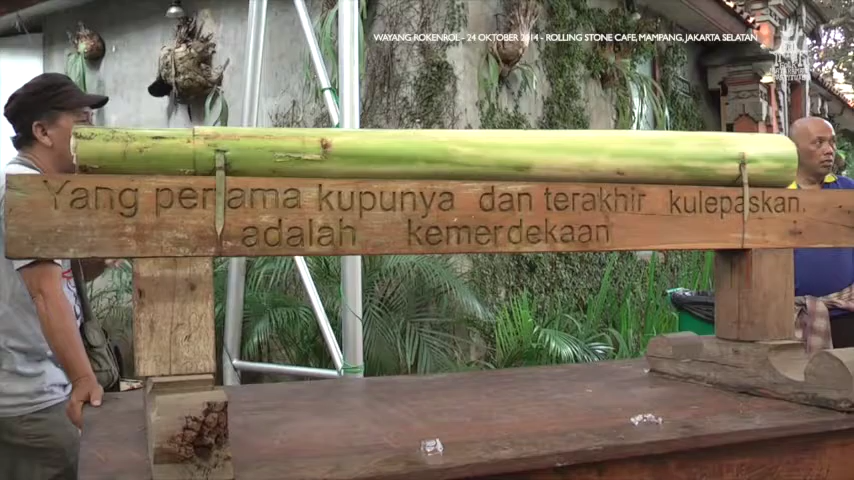 WAYANG ROKENROL - 24 OKTOBER 2014 - ROLLING STONE CAFE, MAMPANG, JAKARTA SELATAN
Yang pertama kupunya dan terakhir kulepaskan.
adalah kemerdekaan